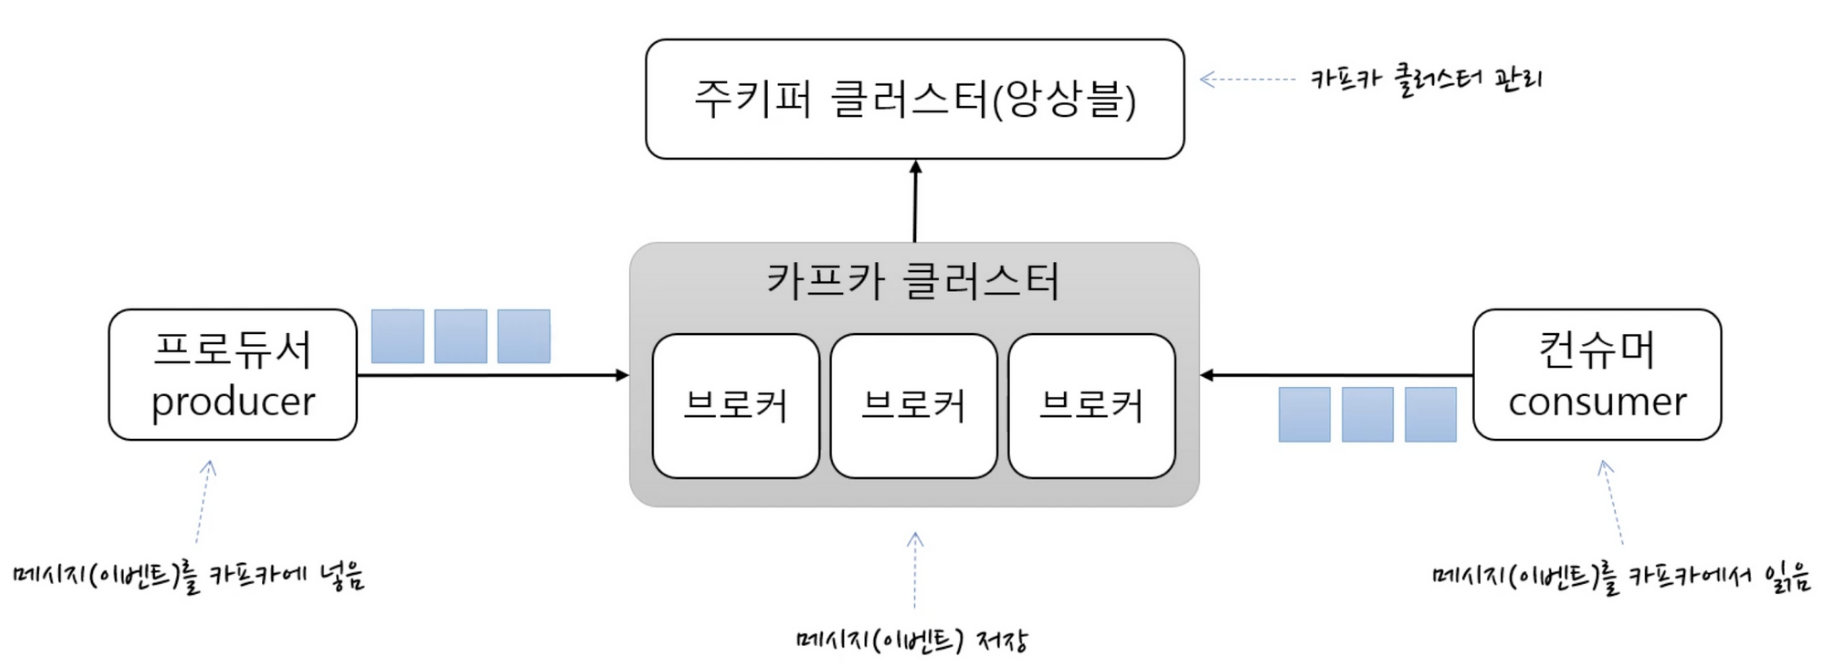 주키퍼 클러스터(앙상블)
카프카 클러스터 관리
카프카 클러스터
프로듀서
producer
브로커
브로커
브로커
컨슈머
consumer
메시지(이벤트)를 카프카에 넣음
메시지(이벤트)를 카프카에서 읽음
메시지(이벤트) 저장